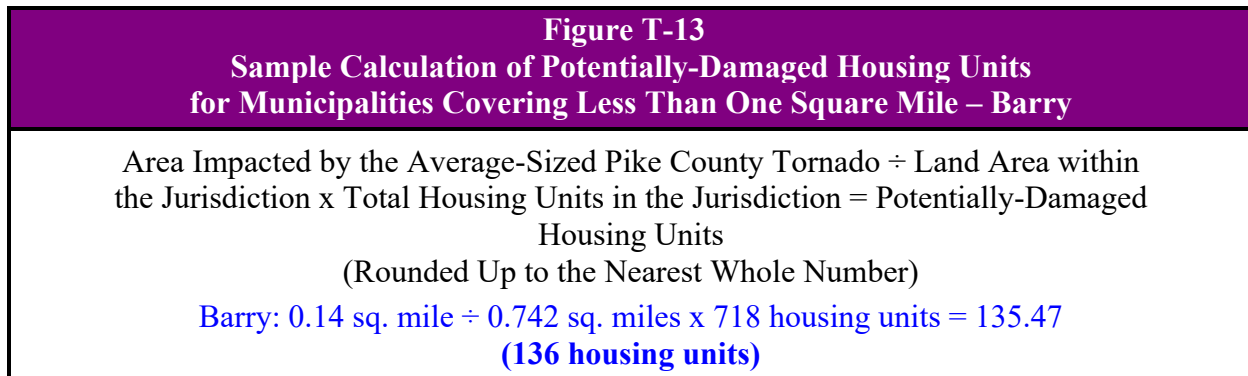 Figure T-13
Sample Calculation of Potentially-Damaged Housing Units
for Municipalities Covering Less Than One Square Mile – Barry
Area Impacted by the Average-Sized Pike County Tornado ÷ Land Area within
the Jurisdiction x Total Housing Units in the Jurisdiction = Potentially-Damaged
Housing Units
(Rounded Up to the Nearest Whole Number)
Barry: 0.14 sq. mile ÷ 0.742 sq. miles x 718 housing units = 135.47
(136 housing units)